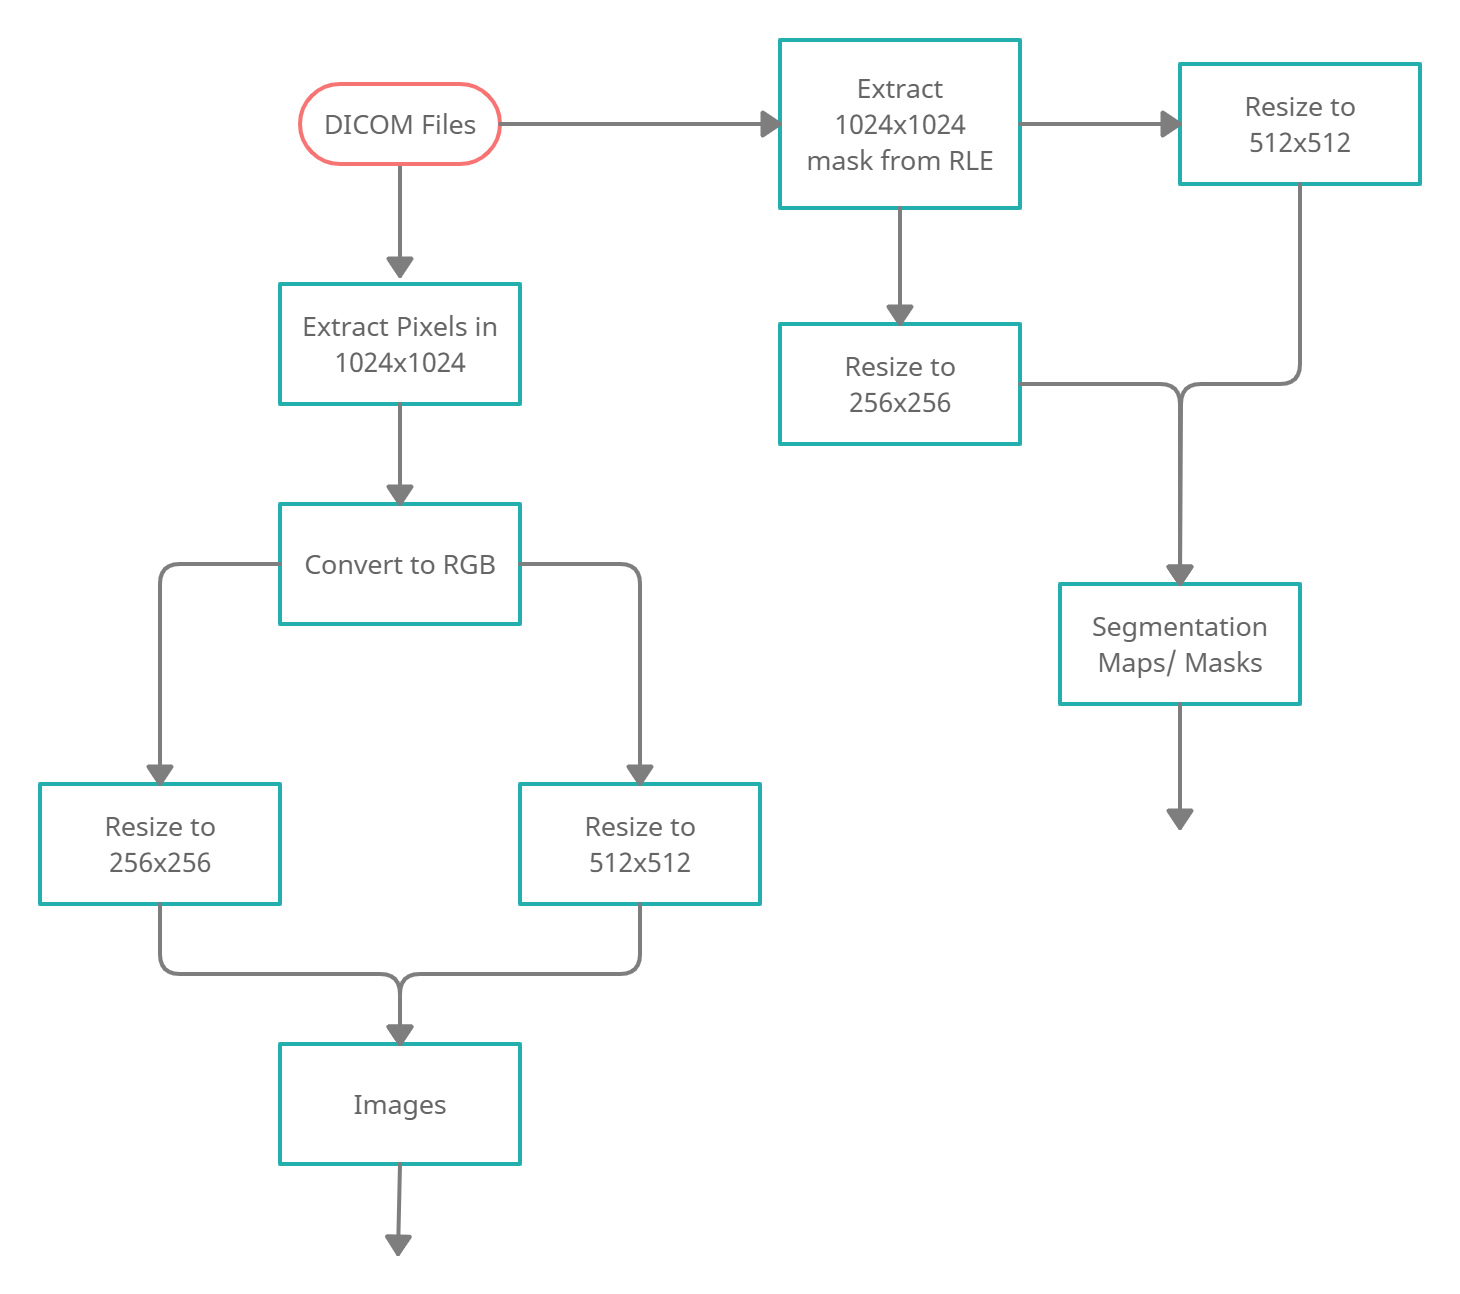 DICOM Files
Extract
1024x1024
mask from RLE
Resize to
512x512
Extract Pixels in
1024x1024
Resize to
256x256
Convert to RGB
Segmentation
Maps/ Masks
Resize to
256x256
Resize to
512x512
Images